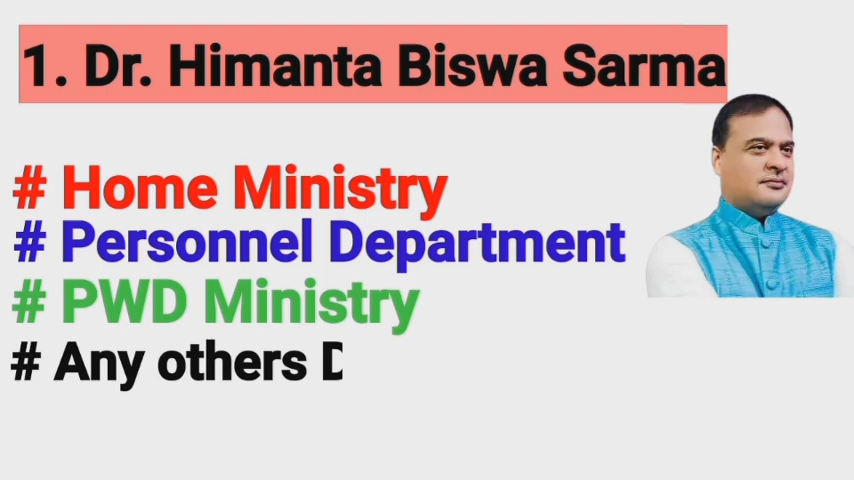 1. Dr. Himanta Biswa Sarma
# Home Ministry
# Personnel Department
# PWD Ministry
# Any others